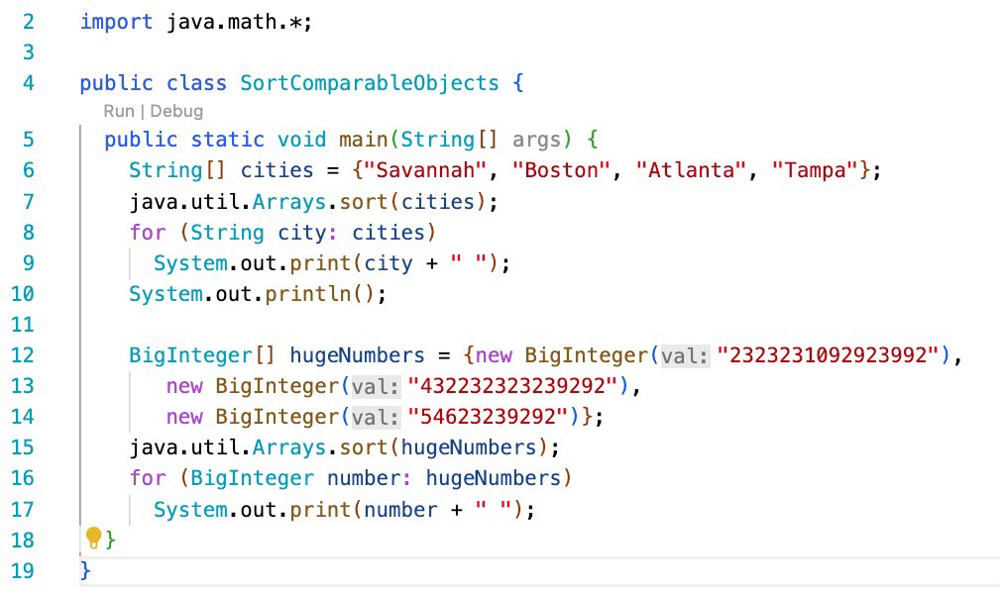 2 import java.math.*;
3
4 public class SortComparableObjects {
Run | Debug
5 public static void main(String[] args) {
6 String[] cities = {"Savannah", "Boston", "Atlanta", "Tampa"};
7 java.util.Arrays.sort(cities);
8 for (String city: cities)
9 System.out.print(city + " ");
10 System.out.println();
11
12 BigInteger[] hugeNumbers = {new BigInteger(val: "2323231092923992"),
13 new BigInteger(val: "432232323239292"),
14 new BigInteger(val: "54623239292")};
15 java.util.Arrays.sort(hugeNumbers);
16 for (BigInteger number: hugeNumbers)
17 System.out.print(number + " ");
18 }
19 }